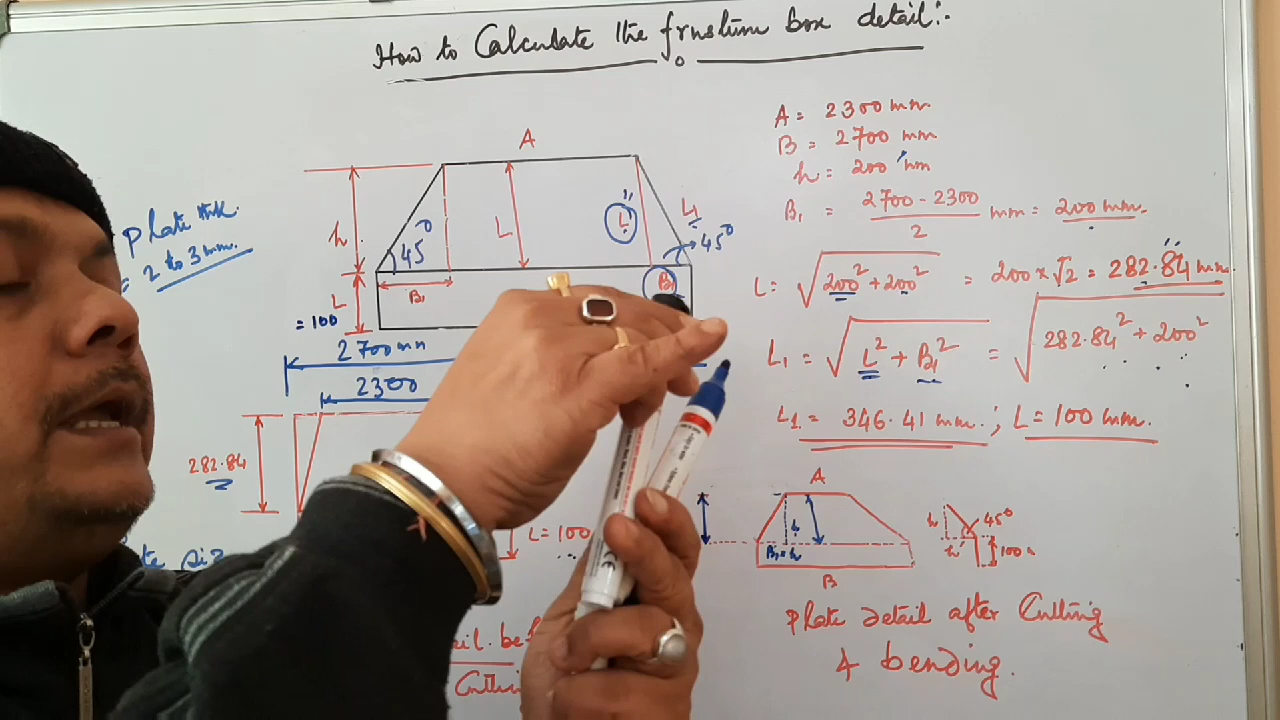 How to Calculate the frustum box detail:-
A
A = 2300 mm
B = 2700 mm
h = 200 mm
B1 = 2700 - 2300 / 2 mm = 200 mm.
Plate thk.
= 2 to 3 mm.
h
45°
L
L
L1
45°
B1
B1
L
= 100
L = √200² + 200² = 200 × √2 = 282.84 mm
2700 mm
2300
L1 = √L² + B1² = √282.84² + 200²
L1 = 346.41 mm. ; L = 100 mm.
282.84
L = 100
A
h
B1 = h
B
h
45°
h
100
Plate Detail after Cutting
& bending.